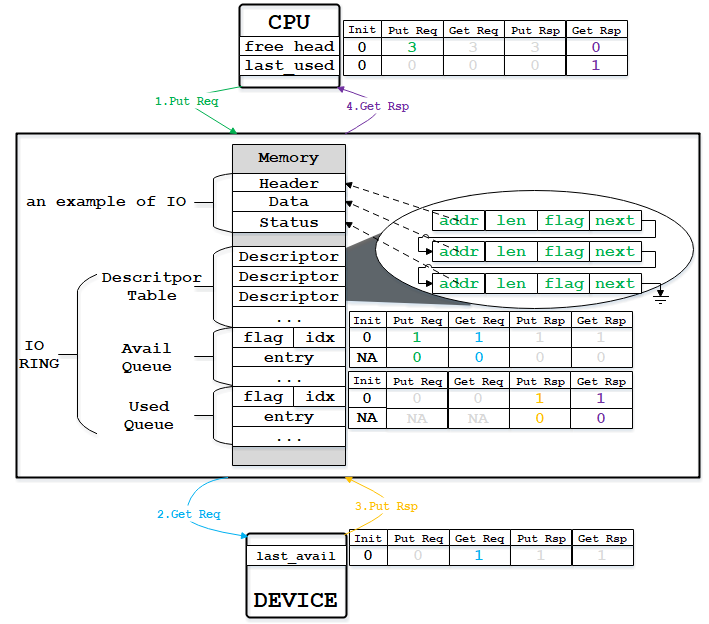 CPU
free head
last_used
Init Put Req Get Req Put Rsp Get Rsp
0 3 3 3 0
0 0 0 0 1
1.Put Req
4.Get Rsp
Memory
an example of IO
Header
Data
Status
addr len flag next
addr len flag next
addr len flag next
IO
RING
Descritpor
Table
Descriptor
Descriptor
Descriptor
...
Avail
Queue
flag idx
entry
...
Init Put Req Get Req Put Rsp Get Rsp
0 1 1 1 1
NA 0 0 0 0
Used
Queue
flag idx
entry
...
Init Put Req Get Req Put Rsp Get Rsp
0 0 0 1 1
NA NA NA 0 0
2.Get Req
3.Put Rsp
last_avail
DEVICE
Init Put Req Get Req Put Rsp Get Rsp
0 0 1 1 1